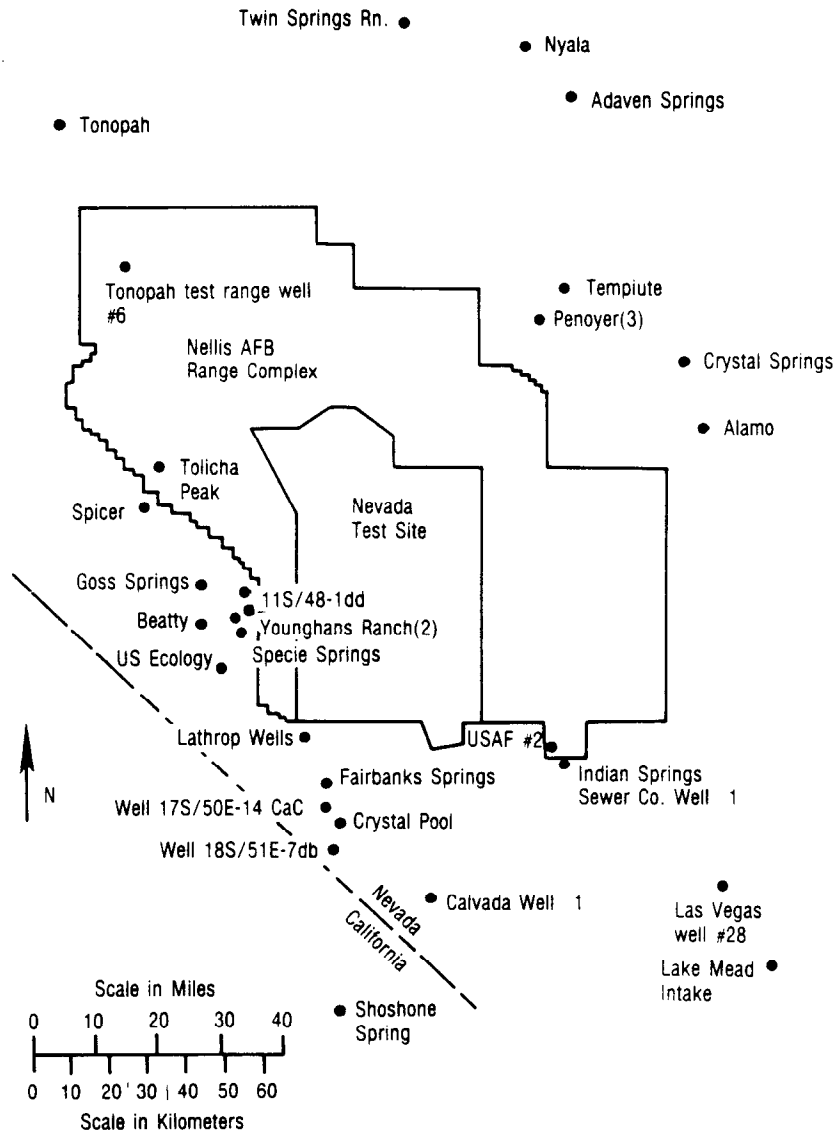 Twin Springs Rn.
Nyala
Adaven Springs
Tonopah
Tonopah test range well
#6
Tempiute
Penoyer(3)
Nellis AFB
Range Complex
Crystal Springs
Alamo
Tolicha
Peak
Spicer
Nevada
Test Site
Goss Springs
11S/48-1dd
Beatty
Younghans Ranch(2)
US Ecology
Specie Springs
Lathrop Wells
USAF #2
N
Fairbanks Springs
Indian Springs
Sewer Co. Well 1
Well 17S/50E-14 CaC
Crystal Pool
Well 18S/51E-7db
Nevada
California
Calvada Well 1
Las Vegas
well #28
Lake Mead
Intake
Shoshone
Spring
Scale in Miles
0 10 20 30 40
0 10 20 30 40 50 60
Scale in Kilometers